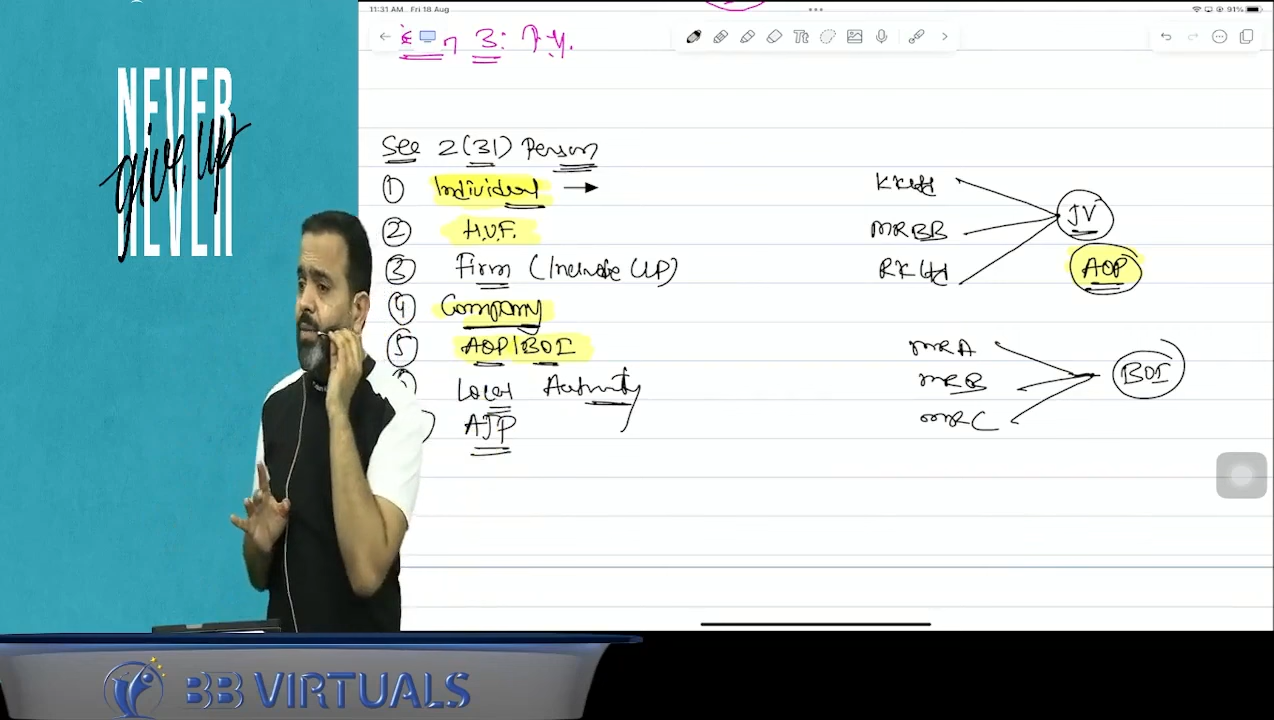 11:31 AM Fri 18 Aug
91%
3: P.Y.
NEVER
give up
NEVER
See 2(31) Person
① Individual →
② H.U.F.
③ Firm (Include LLP)
④ Company
⑤ AOP/BOI
Local Authority
AJP
KK Ltd
MR BB
RK Ltd
JV
AOP
MR A
MR B
MR C
BOI
BB VIRTUALS